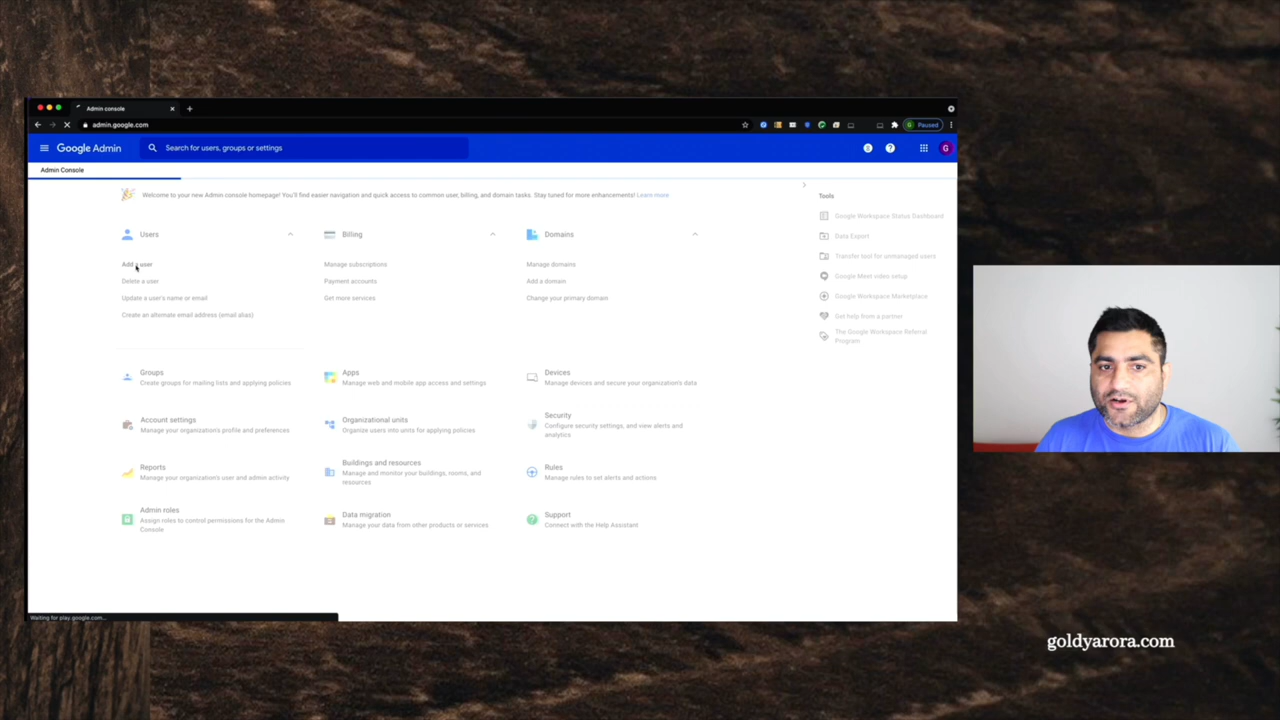 Admin console
admin.google.com
Paused
Google Admin
Search for users, groups or settings
G
Admin Console
Welcome to your new Admin console homepage! You'll find easier navigation and quick access to common user, billing, and domain tasks. Stay tuned for more enhancements! Learn more
Users
Add a user
Delete a user
Update a user's name or email
Create an alternate email address (email alias)
Billing
Manage subscriptions
Payment accounts
Get more services
Domains
Manage domains
Add a domain
Change your primary domain
Tools
Google Workspace Status Dashboard
Data Export
Transfer tool for unmanaged users
Google Meet video setup
Google Workspace Marketplace
Get help from a partner
The Google Workspace Referral
Program
Groups
Create groups for mailing lists and applying policies
Apps
Manage web and mobile app access and settings
Devices
Manage devices and secure your organization's data
Account settings
Manage your organization's profile and preferences
Organizational units
Organize users into units for applying policies
Security
Configure security settings, and view alerts and
analytics
Reports
Manage your organization's user and admin activity
Buildings and resources
Manage and monitor your buildings, rooms, and
resources
Rules
Manage rules to set alerts and actions
Admin roles
Assign roles to control permissions for the Admin
Console
Data migration
Manage your data from other products or services
Support
Connect with the Help Assistant
Waiting for play.google.com...
goldyarora.com